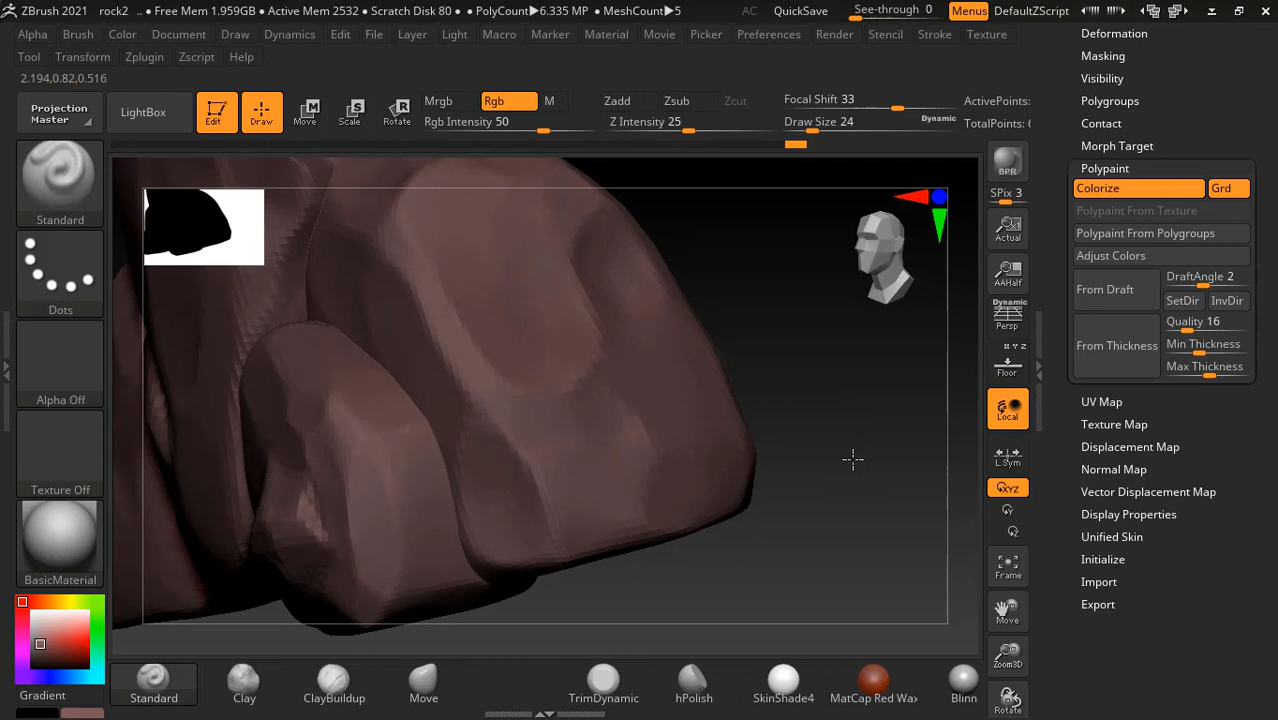 ZBrush 2021 rock2 . • Free Mem 1.959GB • Active Mem 2532 • Scratch Disk 80 • PolyCount▶6.335 MP • MeshCount▶5 AC QuickSave See-through 0 Menus DefaultZScript
Alpha Brush Color Document Draw Dynamics Edit File Layer Light Macro Marker Material Movie Picker Preferences Render Stencil Stroke Texture
Tool Transform Zplugin Zscript Help
2.194,0.82,0.516
Projection
Master
LightBox
Edit
Draw
Move
Scale
Rotate
Mrgb Rgb M
Rgb Intensity 50
Zadd Zsub Zcut
Z Intensity 25
Focal Shift 33
Draw Size 24 Dynamic
ActivePoints:
TotalPoints: 6
Standard
Dots
Alpha Off
Texture Off
BasicMaterial
Gradient
BPR
SPix 3
Actual
AAHalf
Dynamic
Persp
X Y Z
Floor
Local
L.Sym
XYZ
Y
Z
Frame
Move
Zoom3D
Rotate
Standard
Clay
ClayBuildup
Move
TrimDynamic
hPolish
SkinShade4
MatCap Red Wax
Blinn
Deformation
Masking
Visibility
Polygroups
Contact
Morph Target
Polypaint
Colorize Grd
Polypaint From Texture
Polypaint From Polygroups
Adjust Colors
From Draft
DraftAngle 2
SetDir InvDir
From Thickness
Quality 16
Min Thickness
Max Thickness
UV Map
Texture Map
Displacement Map
Normal Map
Vector Displacement Map
Display Properties
Unified Skin
Initialize
Import
Export